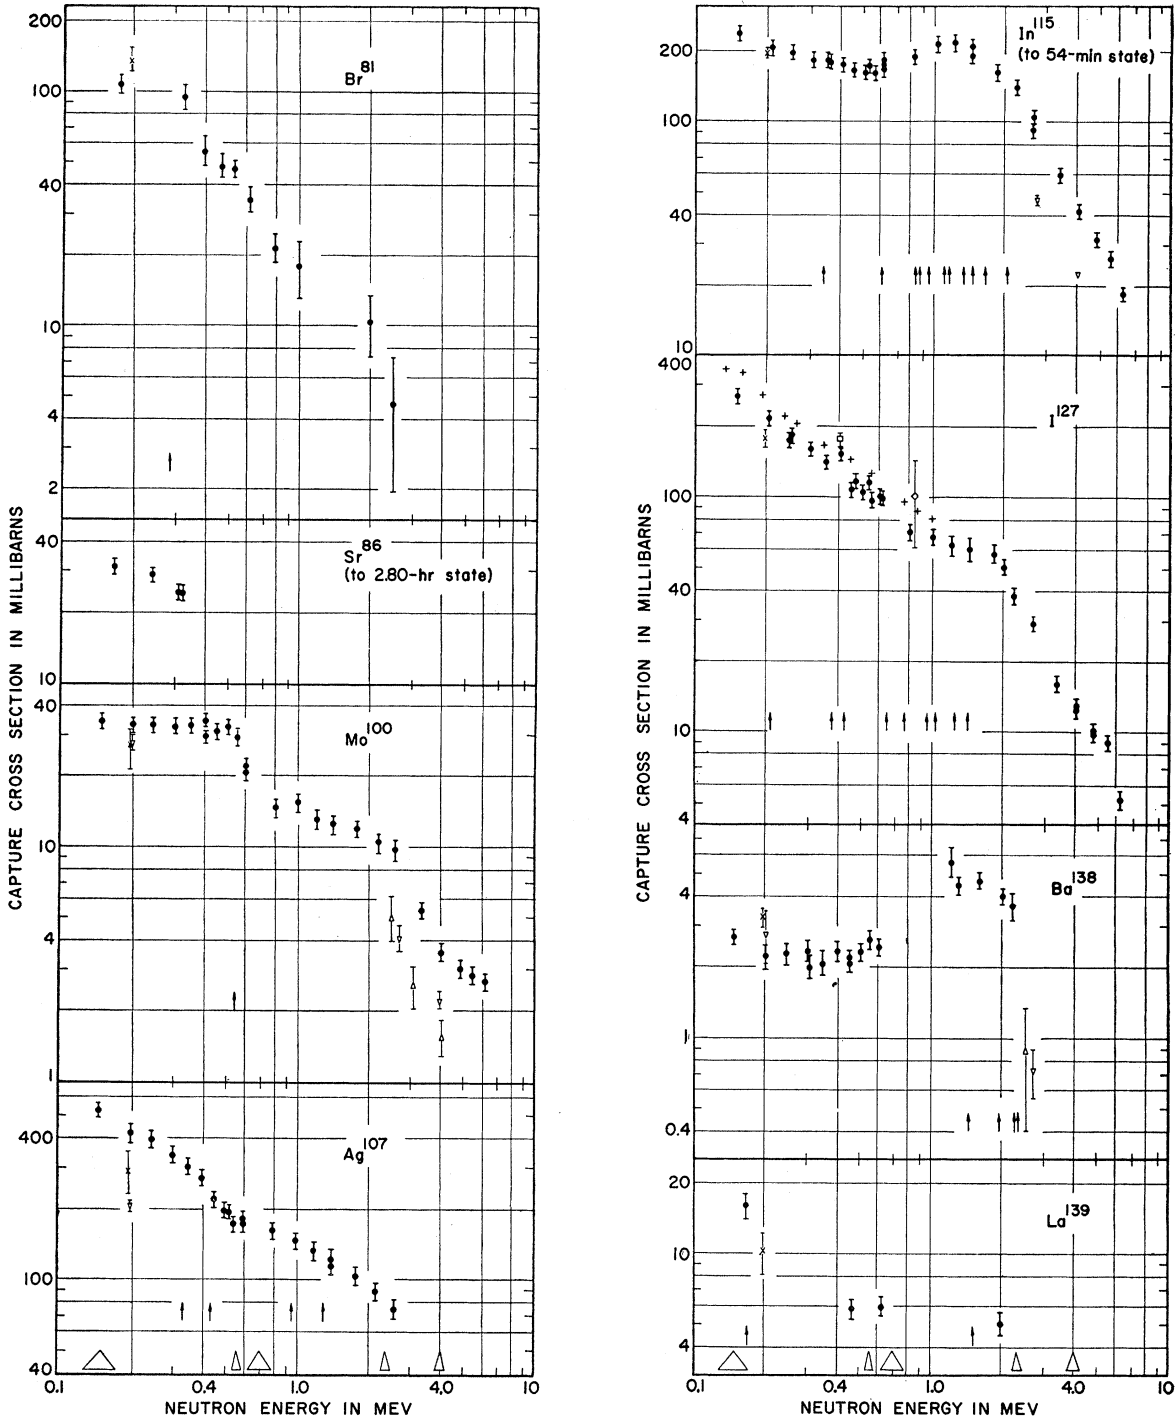 CAPTURE CROSS SECTION IN MILLIBARNS
200
100
40
10
4
2
Br81
40
10
Sr86
(to 2.80-hr state)
40
10
4
1
Mo100
400
100
40
Ag107
0.1
0.4
1.0
4.0
10
NEUTRON ENERGY IN MEV
CAPTURE CROSS SECTION IN MILLIBARNS
200
100
40
10
In115
(to 54-min state)
400
100
40
10
4
I127
4
1
0.4
Ba138
20
10
4
La139
0.1
0.4
1.0
4.0
10
NEUTRON ENERGY IN MEV